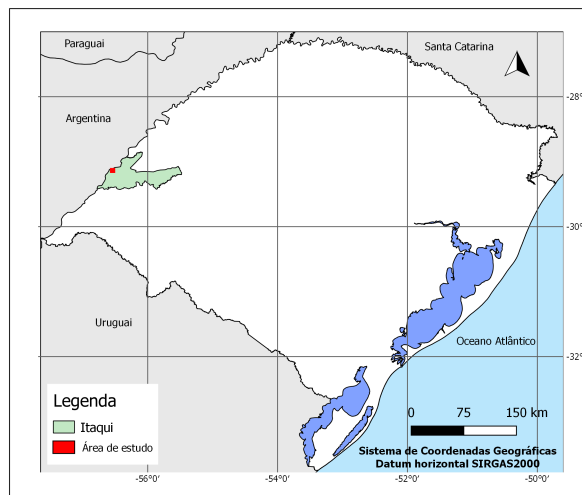 Paraguai
Santa Catarina
-28°
Argentina
-30°
Uruguai
Oceano Atlântico
-32°
Legenda
Itaqui
Área de estudo
0 75 150 km
Sistema de Coordenadas Geográficas
Datum horizontal SIRGAS2000
-56°0 -54°0 -52°0 -50°0